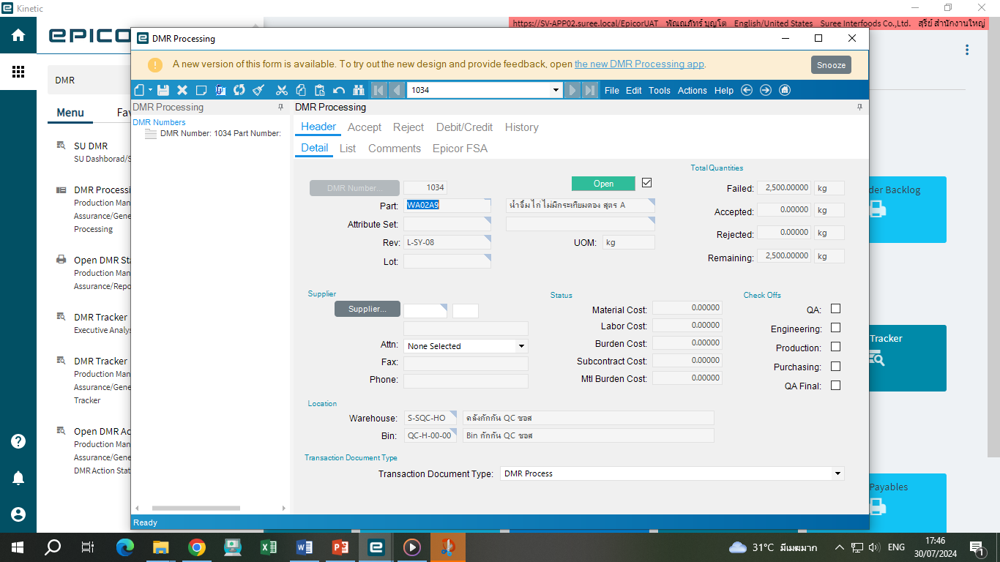 Kinetic
https://SV-APP02.suree.local/EpicorUAT พัณณภัทร์ บุญโต English/United States Suree Interfoods Co.,Ltd. สุรีย์ สำนักงานใหญ่
EPICO
DMR Processing
A new version of this form is available. To try out the new design and provide feedback, open the new DMR Processing app.
Snooze
1034
File Edit Tools Actions Help
DMR
Menu
Fav
SU DMR
SU Dashborad/S
DMR Processi
Production Man
Assurance/Gene
Processing
Open DMR Sta
Production Man
Assurance/Repo
DMR Tracker
Executive Analys
DMR Tracker
Production Man
Assurance/Gene
Tracker
Open DMR Ac
Production Man
Assurance/Gene
DMR Action Stat
DMR Processing
DMR Numbers
DMR Number: 1034 Part Number:
DMR Processing
Header Accept Reject Debit/Credit History
Detail List Comments Epicor FSA
DMR Number... 1034 Open
Part: WA02A9 น้ำจิ้มไก่ ไม่มีกระเทียมดอง สูตร A
Attribute Set:
Rev: L-SY-08 UOM: kg
Lot:
Total Quantities
Failed: 2,500.00000 kg
Accepted: 0.00000 kg
Rejected: 0.00000 kg
Remaining: 2,500.00000 kg
Supplier
Supplier...
Attn: None Selected
Fax:
Phone:
Status
Material Cost: 0.00000
Labor Cost: 0.00000
Burden Cost: 0.00000
Subcontract Cost: 0.00000
Mtl Burden Cost: 0.00000
Check Offs
QA:
Engineering:
Production:
Purchasing:
QA Final:
Location
Warehouse: S-SQC-HO คลังกักกัน QC ซอส
Bin: QC-H-00-00 Bin กักกัน QC ซอส
Transaction Document Type
Transaction Document Type: DMR Process
Ready
der Backlog
Tracker
Payables
31°C มีเมฆมาก
ENG
17:46
30/07/2024
1